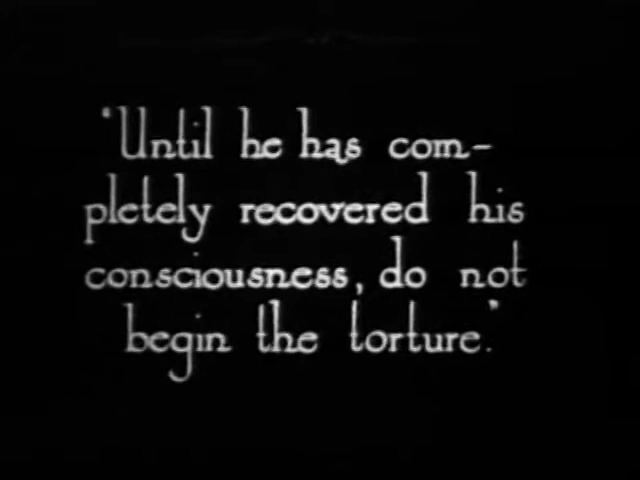 "Until he has com-
pletely recovered his
consciousness, do not
begin the torture."